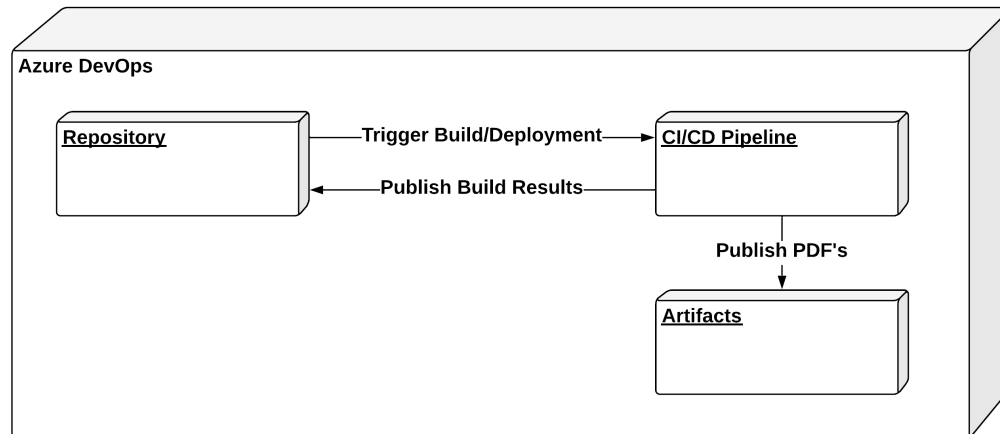 Azure DevOps
Repository
Trigger Build/Deployment
CI/CD Pipeline
Publish Build Results
Publish PDF's
Artifacts